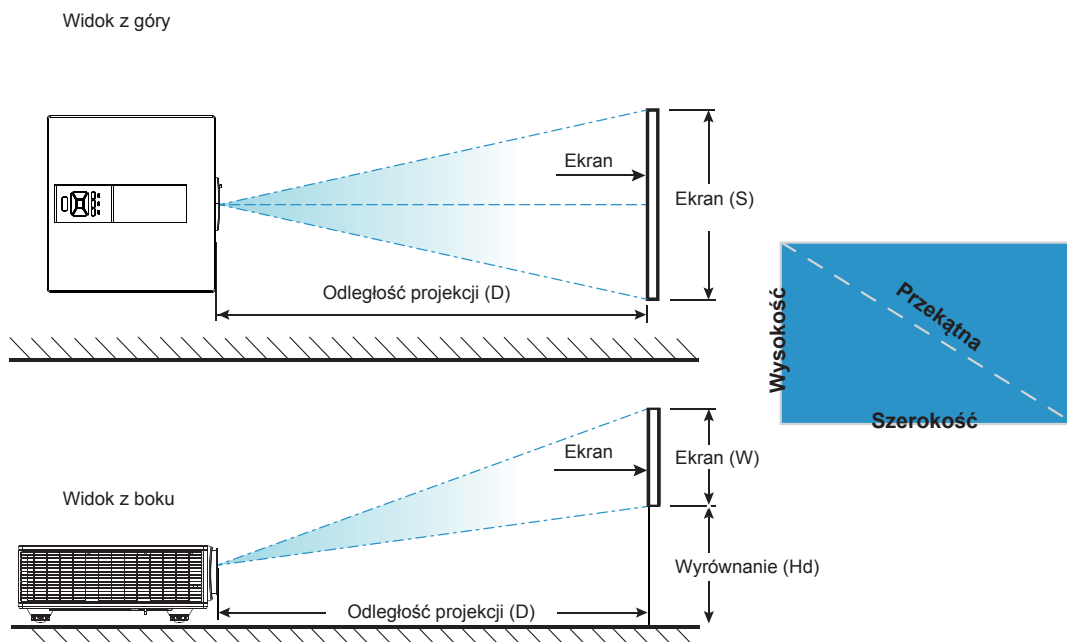 Widok z góry
Ekran
Ekran (S)
Odległość projekcji (D)
Wysokość
Przekątna
Szerokość
Ekran
Ekran (W)
Widok z boku
Wyrównanie (Hd)
Odległość projekcji (D)